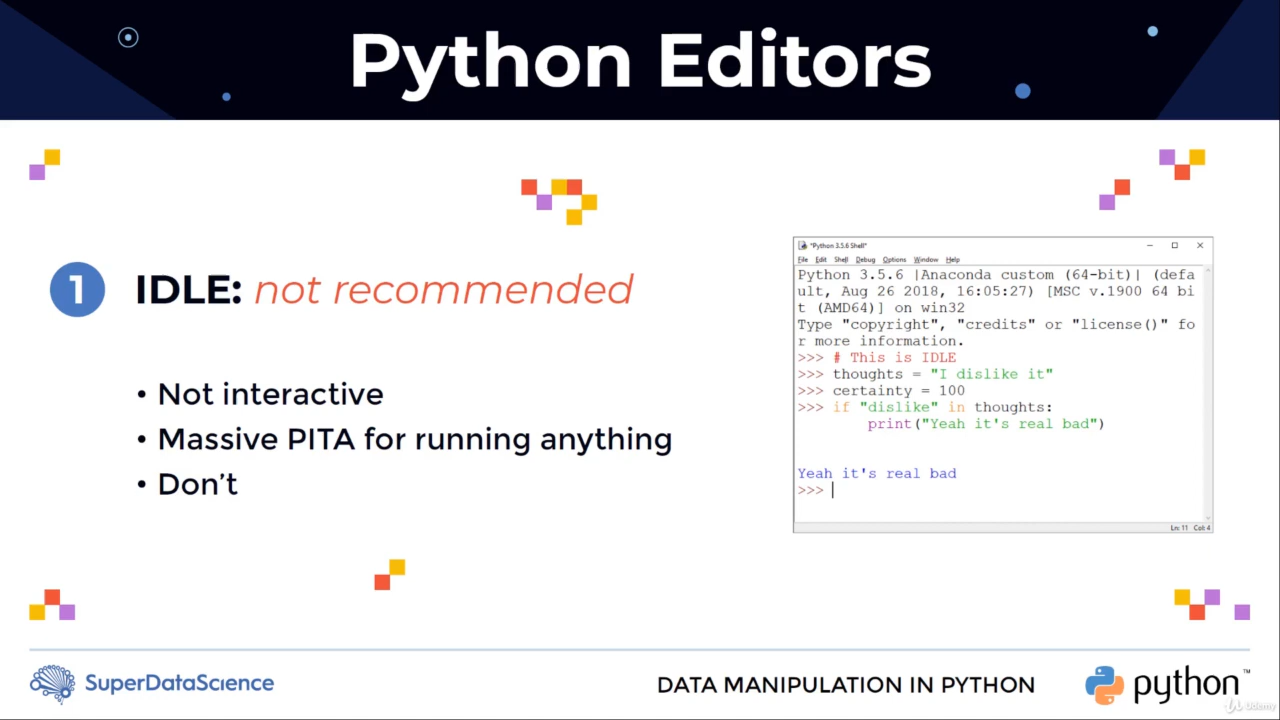 Python Editors
1
IDLE: not recommended
• Not interactive
• Massive PITA for running anything
• Don’t
*Python 3.5.6 Shell*
File Edit Shell Debug Options Window Help
Python 3.5.6 |Anaconda custom (64-bit)| (defa
ult, Aug 26 2018, 16:05:27) [MSC v.1900 64 bi
t (AMD64)] on win32
Type "copyright", "credits" or "license()" fo
r more information.
>>> # This is IDLE
>>> thoughts = "I dislike it"
>>> certainty = 100
>>> if "dislike" in thoughts:
print("Yeah it's real bad")
Yeah it's real bad
>>>
Ln: 11 Col: 4
SuperDataScience
DATA MANIPULATION IN PYTHON
python™
Udemy